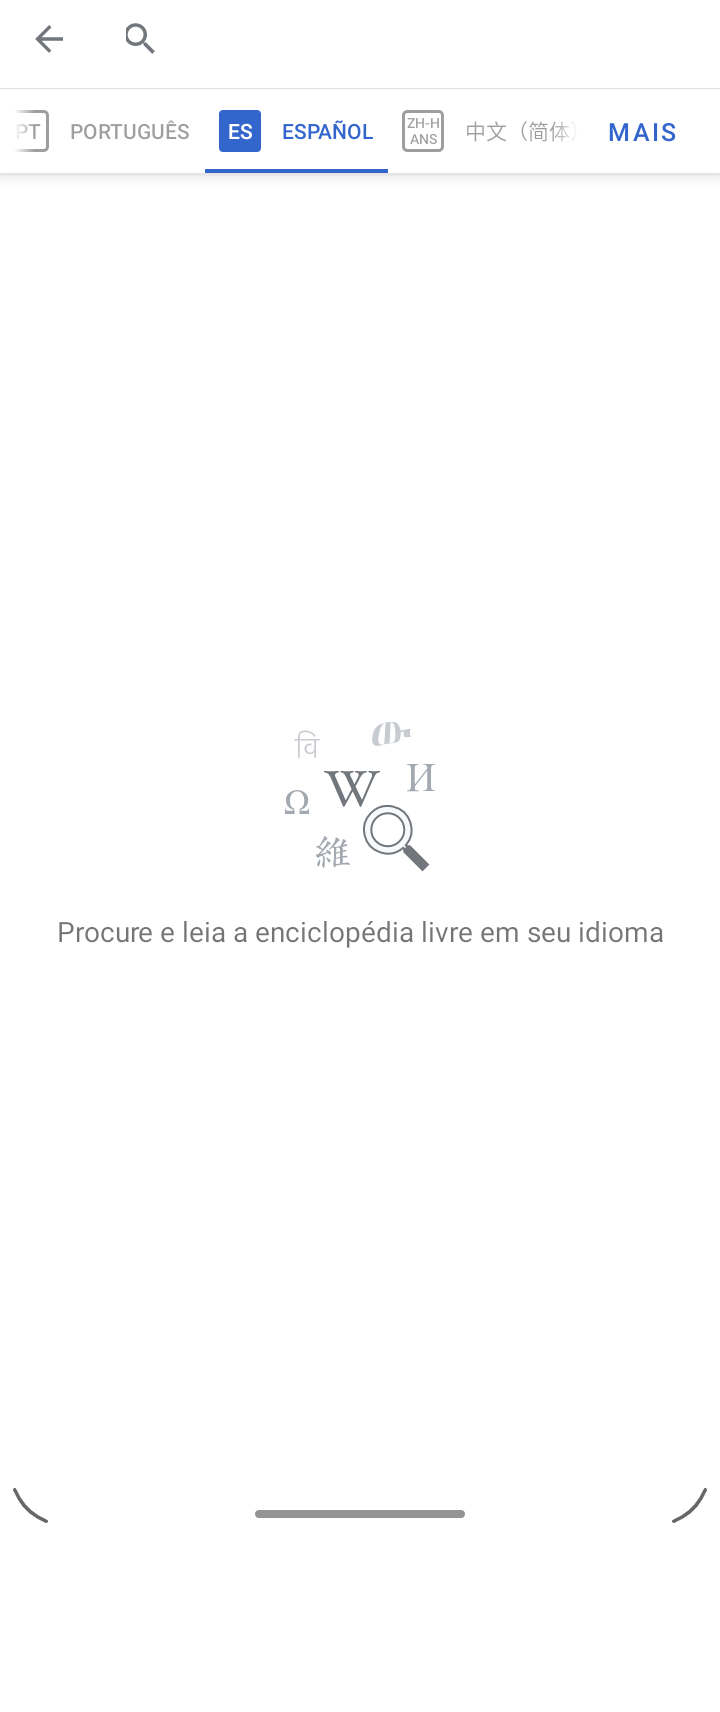 PT PORTUGUÊS ES ESPAÑOL ZH-HANS 中文（简体） MAIS
वि
W
И
Ω
維
Procure e leia a enciclopédia livre em seu idioma